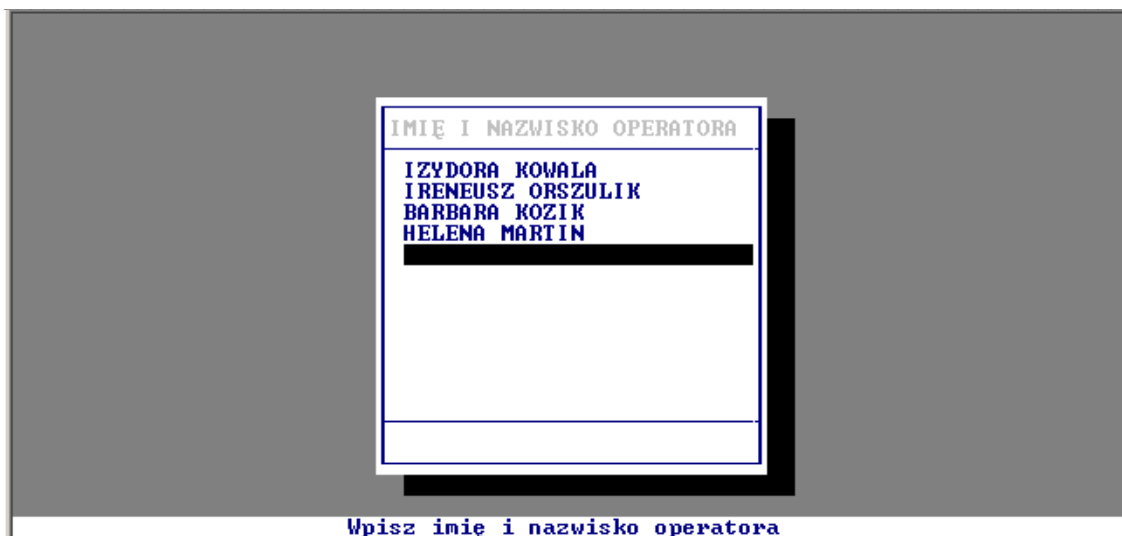 IMIĘ I NAZWISKO OPERATORA
IZYDORA KOWALA
IRENEUSZ ORSZULIK
BARBARA KOZIK
HELENA MARTIN
Wpisz imię i nazwisko operatora